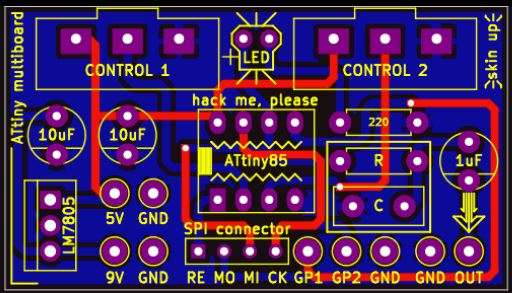 ATtiny multiboard
LED
skin up
CONTROL 1
CONTROL 2
hack me, please
10uF
10uF
220
ATtiny85
R
1uF
C
LM7805
5V GND
SPI connector
9V GND RE MO MI CK GP1 GP2 GND GND OUT